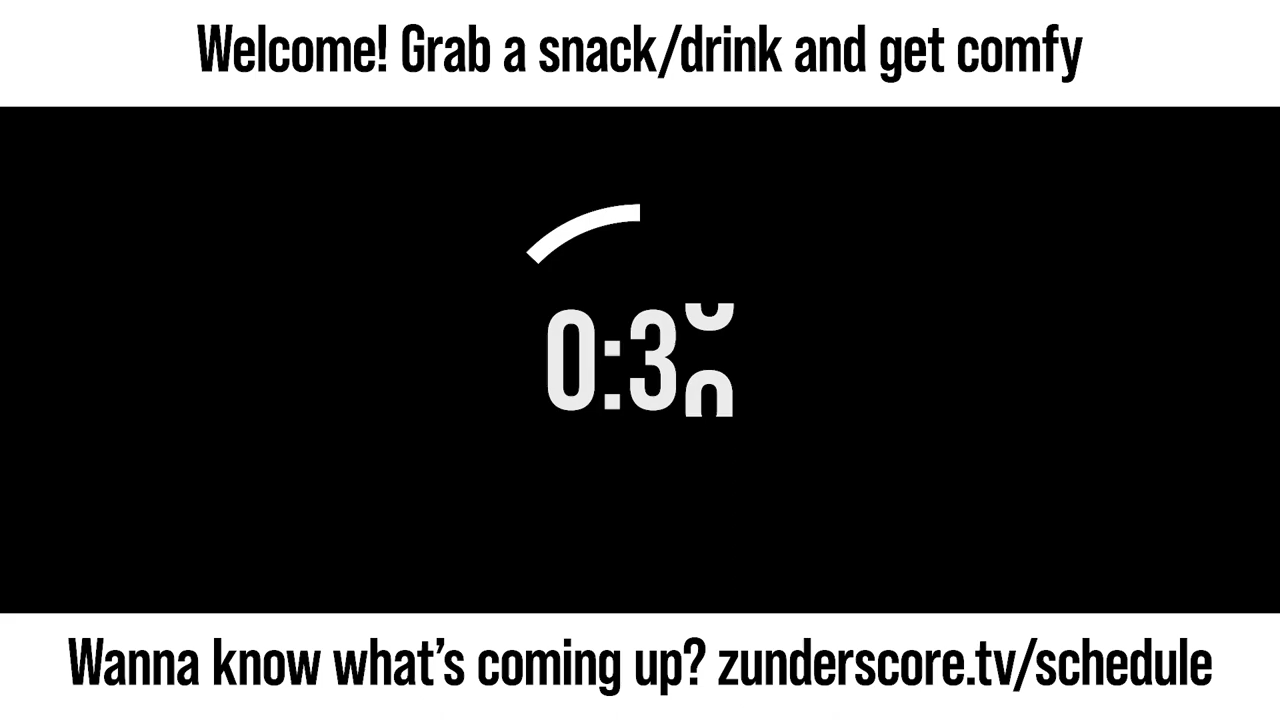 Welcome! Grab a snack/drink and get comfy
0:3
Wanna know what's coming up? zunderscore.tv/schedule